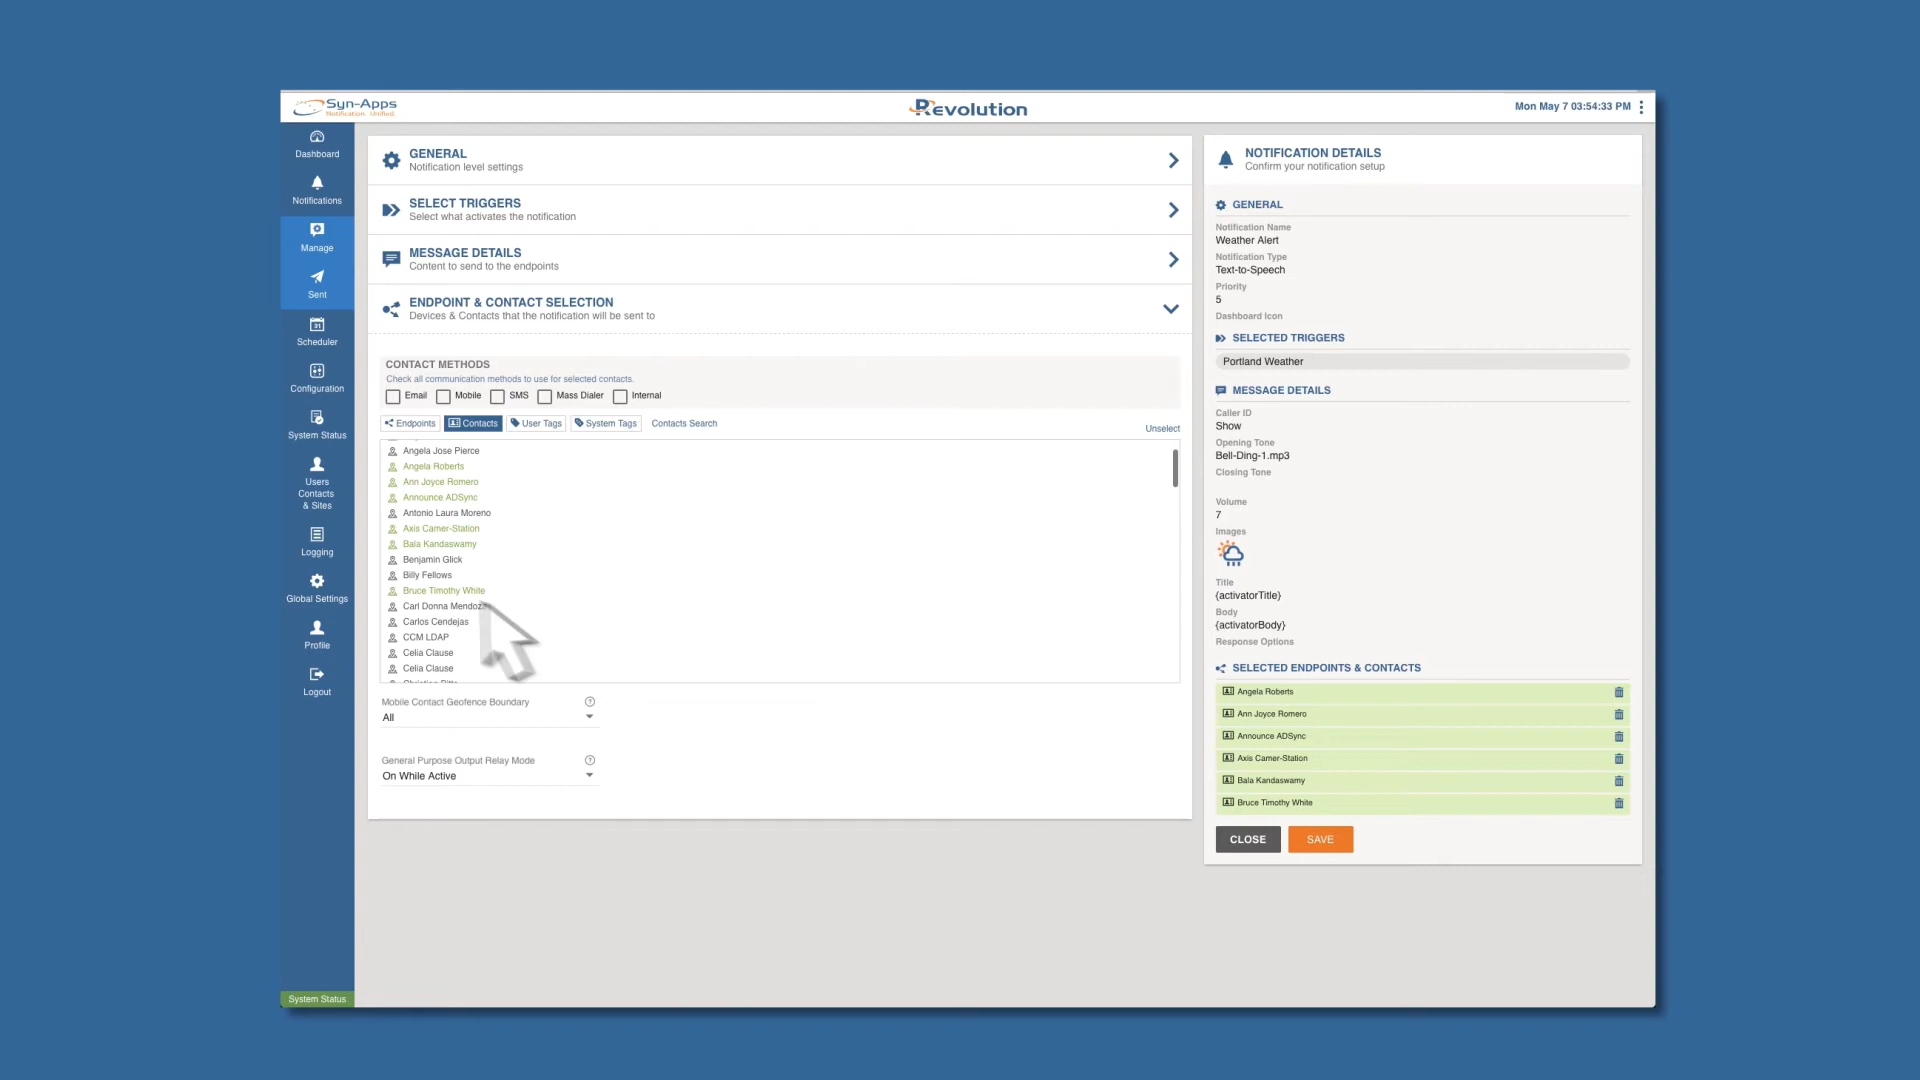 Syn-Apps
Notification. Unified.
Revolution
Mon May 7 03:54:33 PM
Dashboard
Notifications
Manage
Sent
Scheduler
Configuration
System Status
Users
Contacts
& Sites
Logging
Global Settings
Profile
Logout
System Status
GENERAL
Notification level settings
SELECT TRIGGERS
Select what activates the notification
MESSAGE DETAILS
Content to send to the endpoints
ENDPOINT & CONTACT SELECTION
Devices & Contacts that the notification will be sent to
CONTACT METHODS
Check all communication methods to use for selected contacts.
Email Mobile SMS Mass Dialer Internal
Endpoints Contacts User Tags System Tags Contacts Search
Unselect
Angela Jose Pierce
Angela Roberts
Ann Joyce Romero
Announce ADSync
Antonio Laura Moreno
Axis Camer-Station
Bala Kandaswamy
Benjamin Glick
Billy Fellows
Bruce Timothy White
Carl Donna Mendoza
Carlos Cendejas
CCM LDAP
Celia Clause
Celia Clause
Mobile Contact Geofence Boundary
All
General Purpose Output Relay Mode
On While Active
NOTIFICATION DETAILS
Confirm your notification setup
GENERAL
Notification Name
Weather Alert
Notification Type
Text-to-Speech
Priority
5
Dashboard Icon
SELECTED TRIGGERS
Portland Weather
MESSAGE DETAILS
Caller ID
Show
Opening Tone
Bell-Ding-1.mp3
Closing Tone
Volume
7
Images
Title
{activatorTitle}
Body
{activatorBody}
Response Options
SELECTED ENDPOINTS & CONTACTS
Angela Roberts
Ann Joyce Romero
Announce ADSync
Axis Camer-Station
Bala Kandaswamy
Bruce Timothy White
CLOSE SAVE